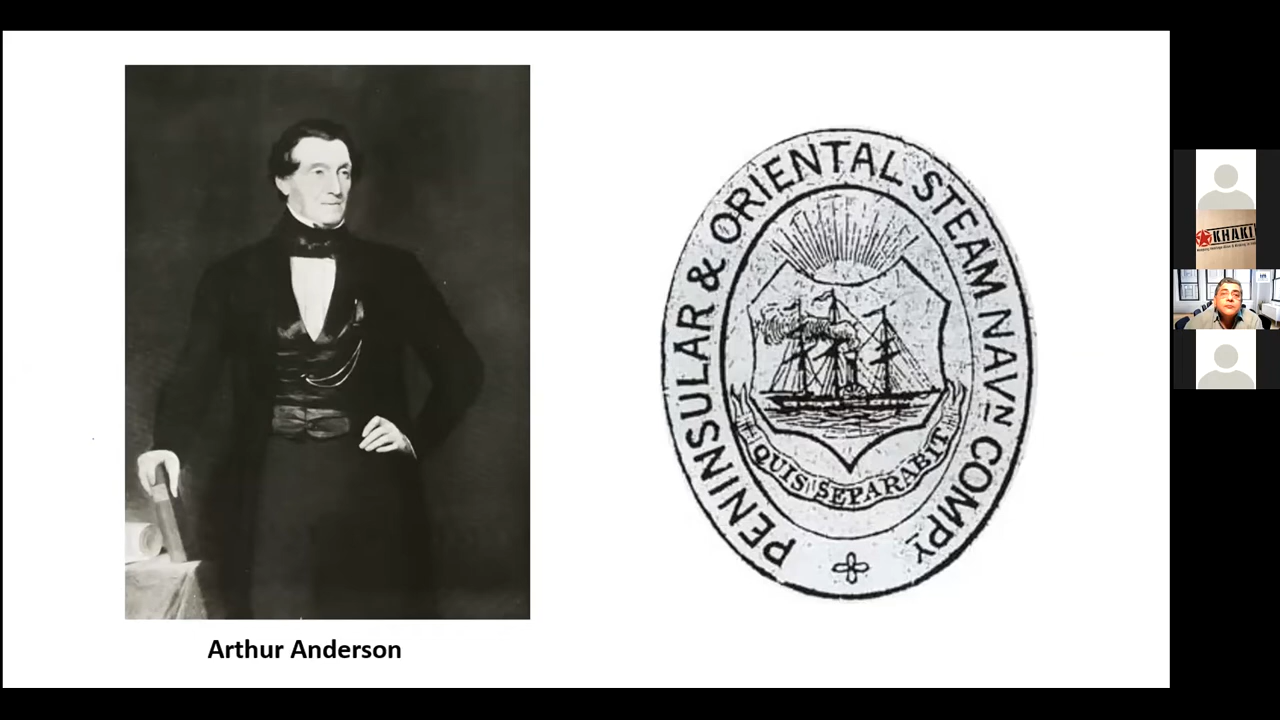 PENINSULAR & ORIENTAL STEAM NAVN COMPY
QUIS SEPARABIT
Arthur Anderson
KHAKI